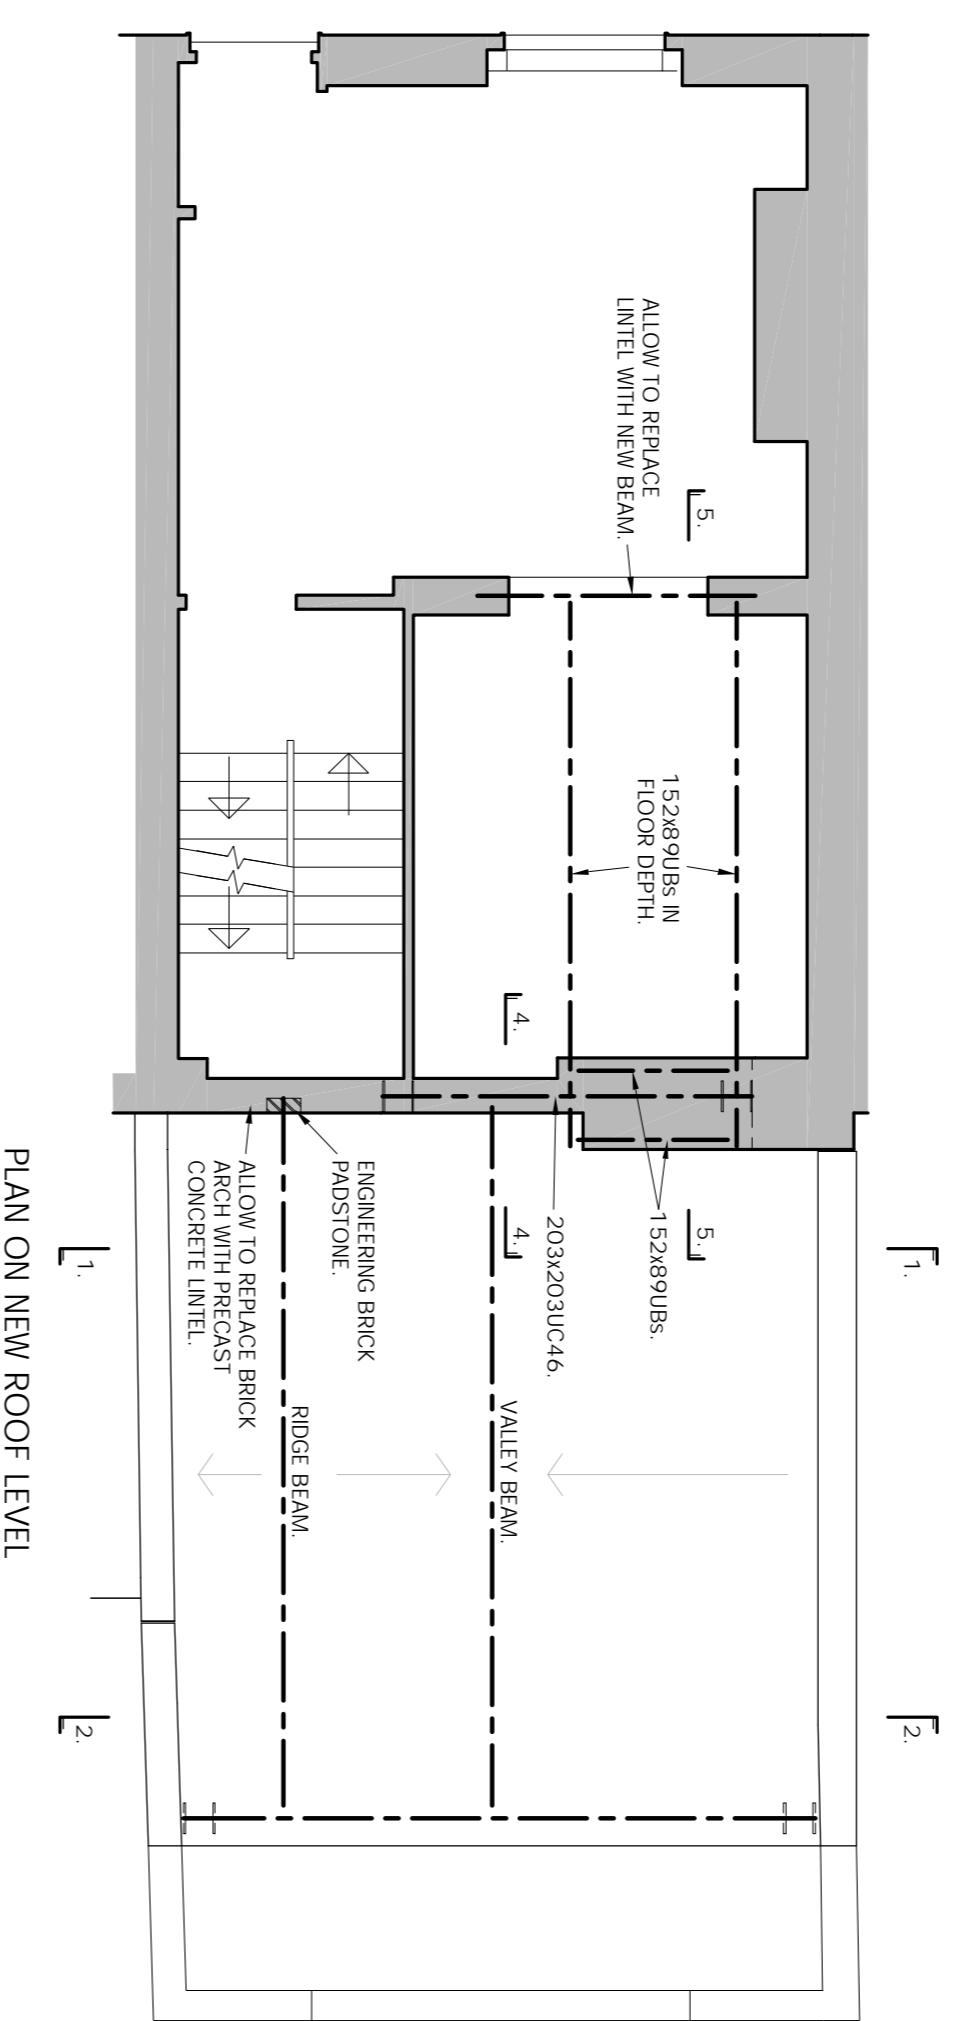 ALLOW TO REPLACE
LINTEL WITH NEW BEAM.
5.
152x89UBs IN
FLOOR DEPTH.
4.
5.
152x89UBs.
4.
203x203UC46.
ENGINEERING BRICK
PADSTONE.
ALLOW TO REPLACE BRICK
ARCH WITH PRECAST
CONCRETE LINTEL.
VALLEY BEAM.
RIDGE BEAM.
1.
1.
2.
2.
PLAN ON NEW ROOF LEVEL